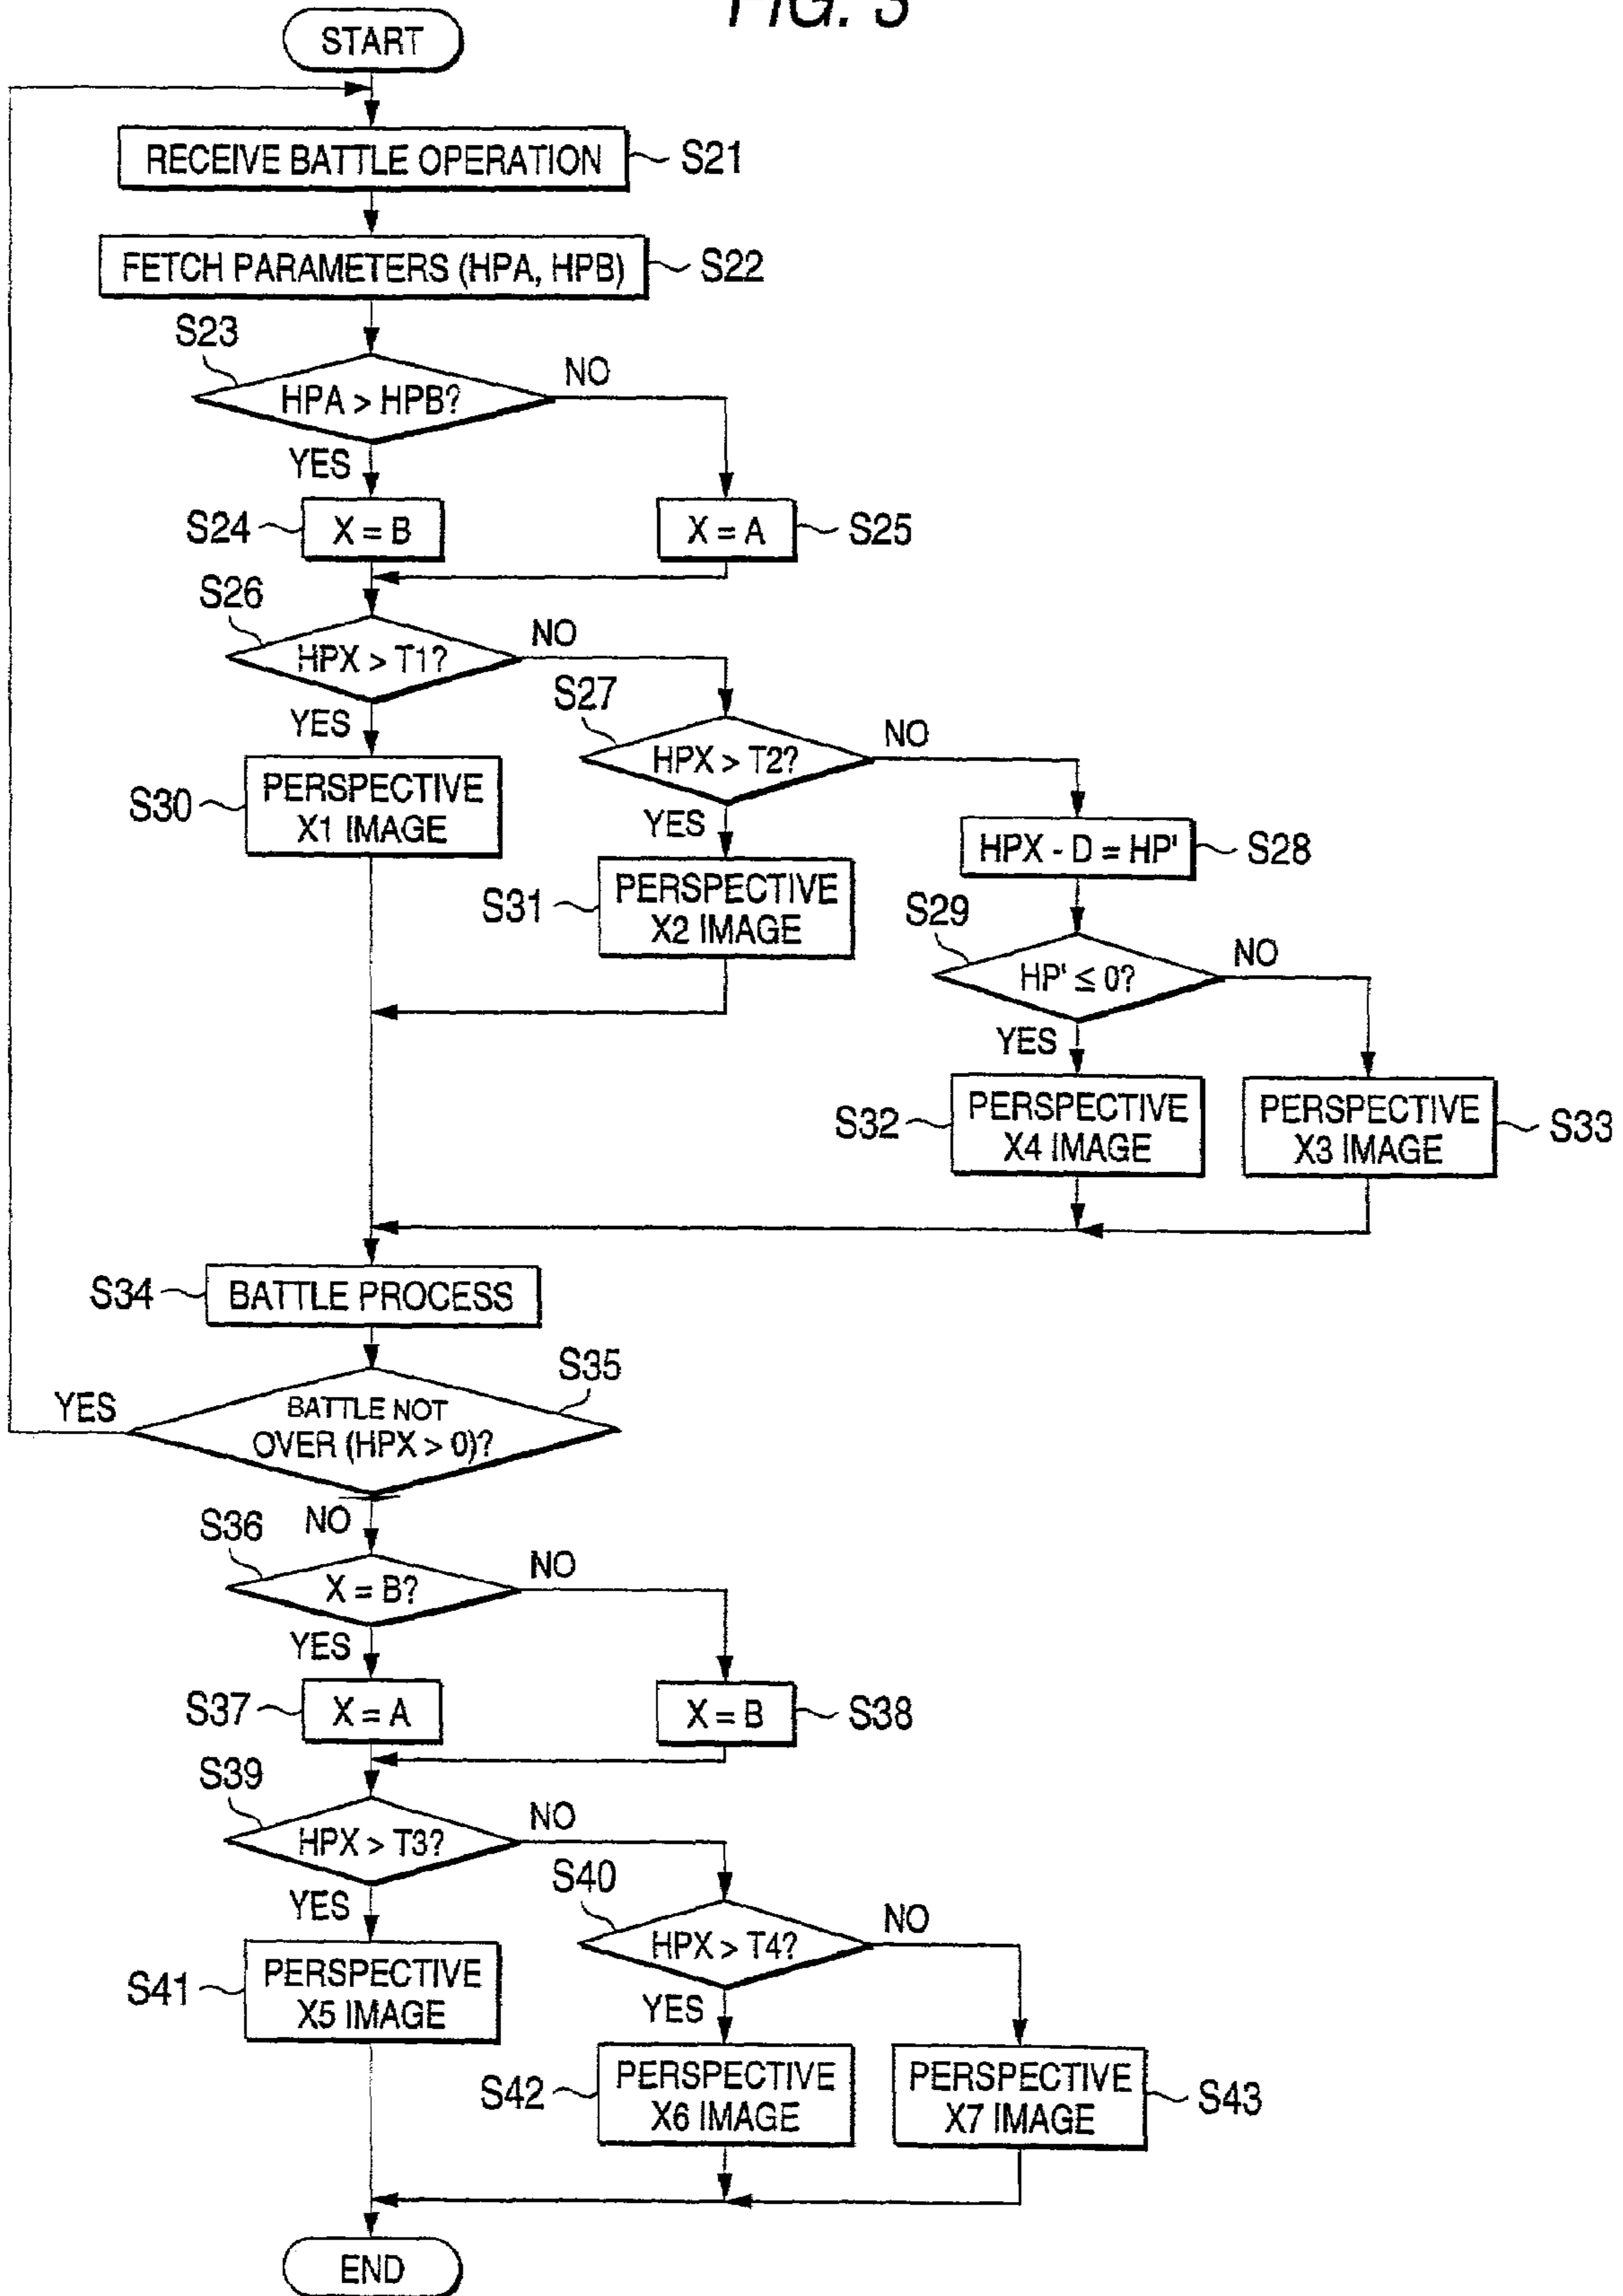 FIG. 3
START
RECEIVE BATTLE OPERATION
S21
FETCH PARAMETERS (HPA, HPB)
S22
S23
HPA > HPB?
NO
YES
S24
X = B
X = A
S25
S26
HPX > T1?
NO
YES
S27
HPX > T2?
NO
YES
S30
PERSPECTIVE
X1 IMAGE
HPX - D = HP'
S28
S31
PERSPECTIVE
X2 IMAGE
S29
HP' ≤ 0?
NO
YES
S32
PERSPECTIVE
X4 IMAGE
PERSPECTIVE
X3 IMAGE
S33
S34
BATTLE PROCESS
S35
YES
BATTLE NOT
OVER (HPX > 0)?
NO
S36
X = B?
NO
YES
S37
X = A
X = B
S38
S39
HPX > T3?
NO
YES
S40
HPX > T4?
NO
YES
S41
PERSPECTIVE
X5 IMAGE
S42
PERSPECTIVE
X6 IMAGE
PERSPECTIVE
X7 IMAGE
S43
END